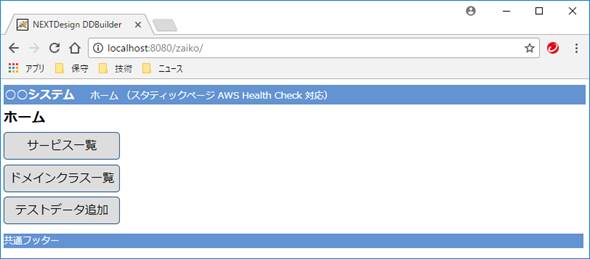 NEXTDesign DDBuilder
localhost:8080/zaiko/
アプリ 保守 技術 ニュース
○○システム ホーム (スタティックページ AWS Health Check 対応)
ホーム
サービス一覧
ドメインクラス一覧
テストデータ追加
共通フッター